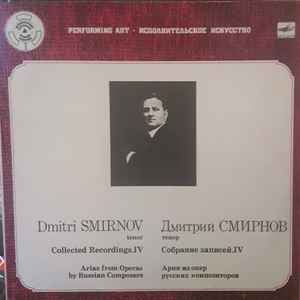 PERFORMING ART · ИСПОЛНИТЕЛЬСКОЕ ИСКУССТВО
Dmitri SMIRNOV
tenor
Collected Recordings.IV
Arias from Operas
by Russian Composers
Дмитрий СМИРНОВ
тенор
Собрание записей.IV
Арии из опер
русских композиторов